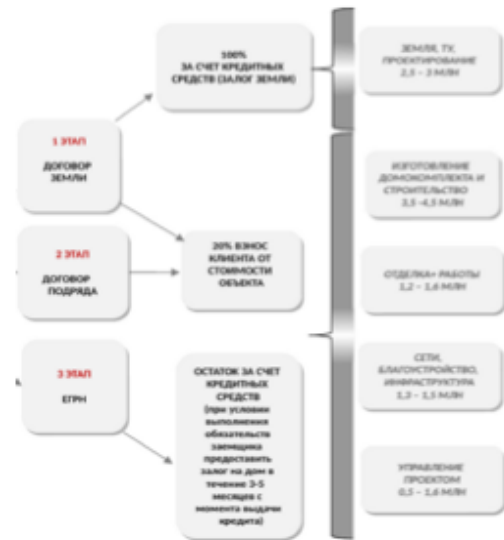 100%
ЗА СЧЕТ КРЕДИТНЫХ
СРЕДСТВ (ЗАЛОГ ЗЕМЛИ)
ЗЕМЛЯ, ТУ,
ПРОЕКТИРОВАНИЕ
2,5 – 3 МЛН
1 ЭТАП
ДОГОВОР
ЗЕМЛИ
ИЗГОТОВЛЕНИЕ
ДОМОКОМПЛЕКТА И
СТРОИТЕЛЬСТВО
3,5 -4,5 МЛН
2 ЭТАП
ДОГОВОР
ПОДРЯДА
20% ВЗНОС
КЛИЕНТА ОТ
СТОИМОСТИ
ОБЪЕКТА
ОТДЕЛКА+ РАБОТЫ
1,2 – 1,6 МЛН
3 ЭТАП
ЕГРН
ОСТАТОК ЗА СЧЕТ
КРЕДИТНЫХ
СРЕДСТВ
(при условии
выполнения
обязательств
заемщика
предоставить
залог на дом в
течение 3-5
месяцев с
момента выдачи
кредита)
СЕТИ,
БЛАГОУСТРОЙСТВО,
ИНФРАСТРУКТУРА
1,3 – 1,5 МЛН
УПРАВЛЕНИЕ
ПРОЕКТОМ
0,5 – 1,6 МЛН